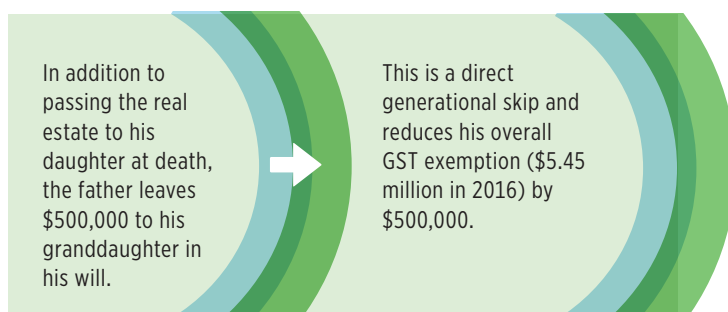 In addition to
passing the real
estate to his
daughter at death,
the father leaves
$500,000 to his
granddaughter in
his will.
This is a direct
generational skip and
reduces his overall
GST exemption ($5.45
million in 2016) by
$500,000.